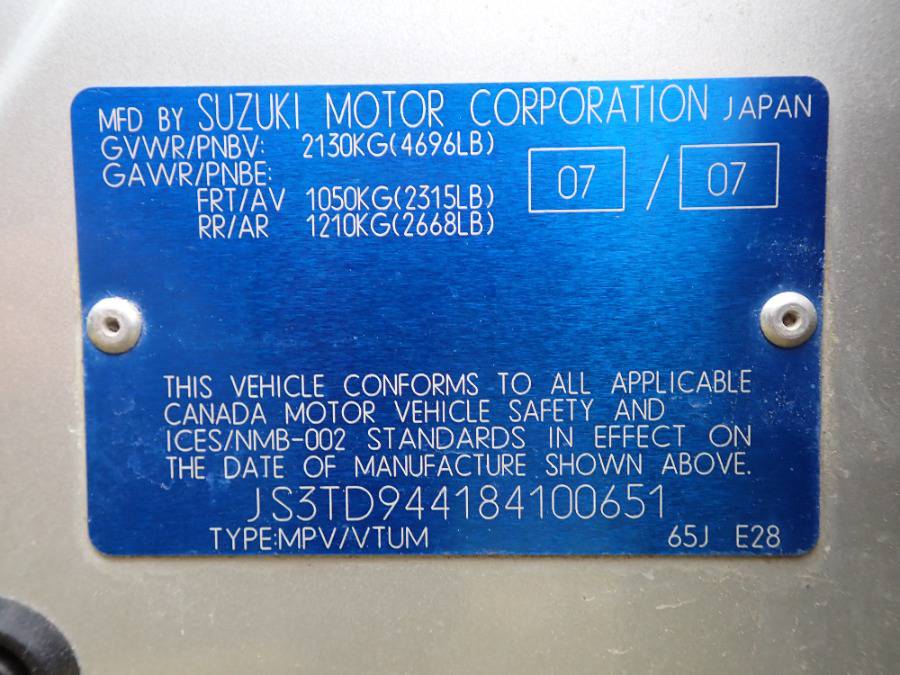 MFD BY SUZUKI MOTOR CORPORATION JAPAN
GVWR/PNBV: 2130KG(4696LB)
GAWR/PNBE:
07 / 07
FRT/AV 1050KG(2315LB)
RR/AR 1210KG(2668LB)
THIS VEHICLE CONFORMS TO ALL APPLICABLE
CANADA MOTOR VEHICLE SAFETY AND
ICES/NMB-002 STANDARDS IN EFFECT ON
THE DATE OF MANUFACTURE SHOWN ABOVE.
JS3TD944184100651
TYPE:MPV/VTUM 65J E28